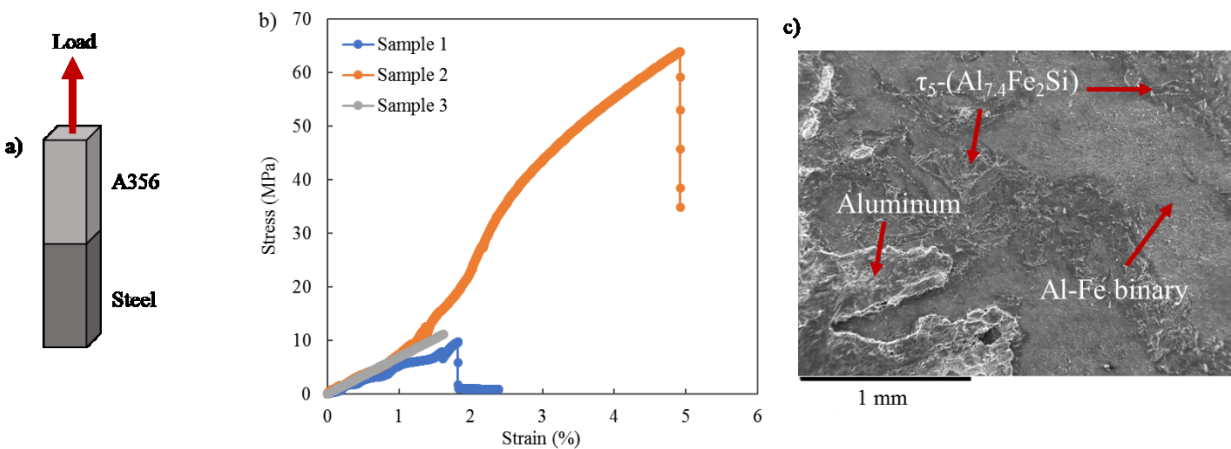 a)
Load
A356
Steel
b)
Sample 1
Sample 2
Sample 3
Stress (MPa)
70
60
50
40
30
20
10
0
0 1 2 3 4 5 6
Strain (%)
c)
τ₅-(Al₇.₄Fe₂Si)
Aluminum
Al-Fe binary
1 mm